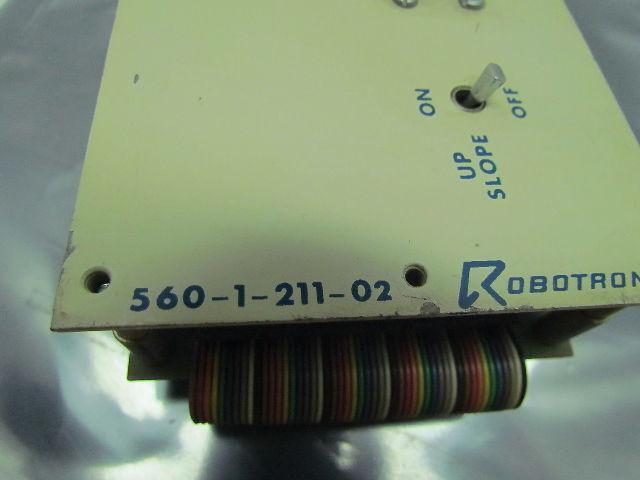 ON
OFF
UP
SLOPE
560-1-211-02
ROBOTRON